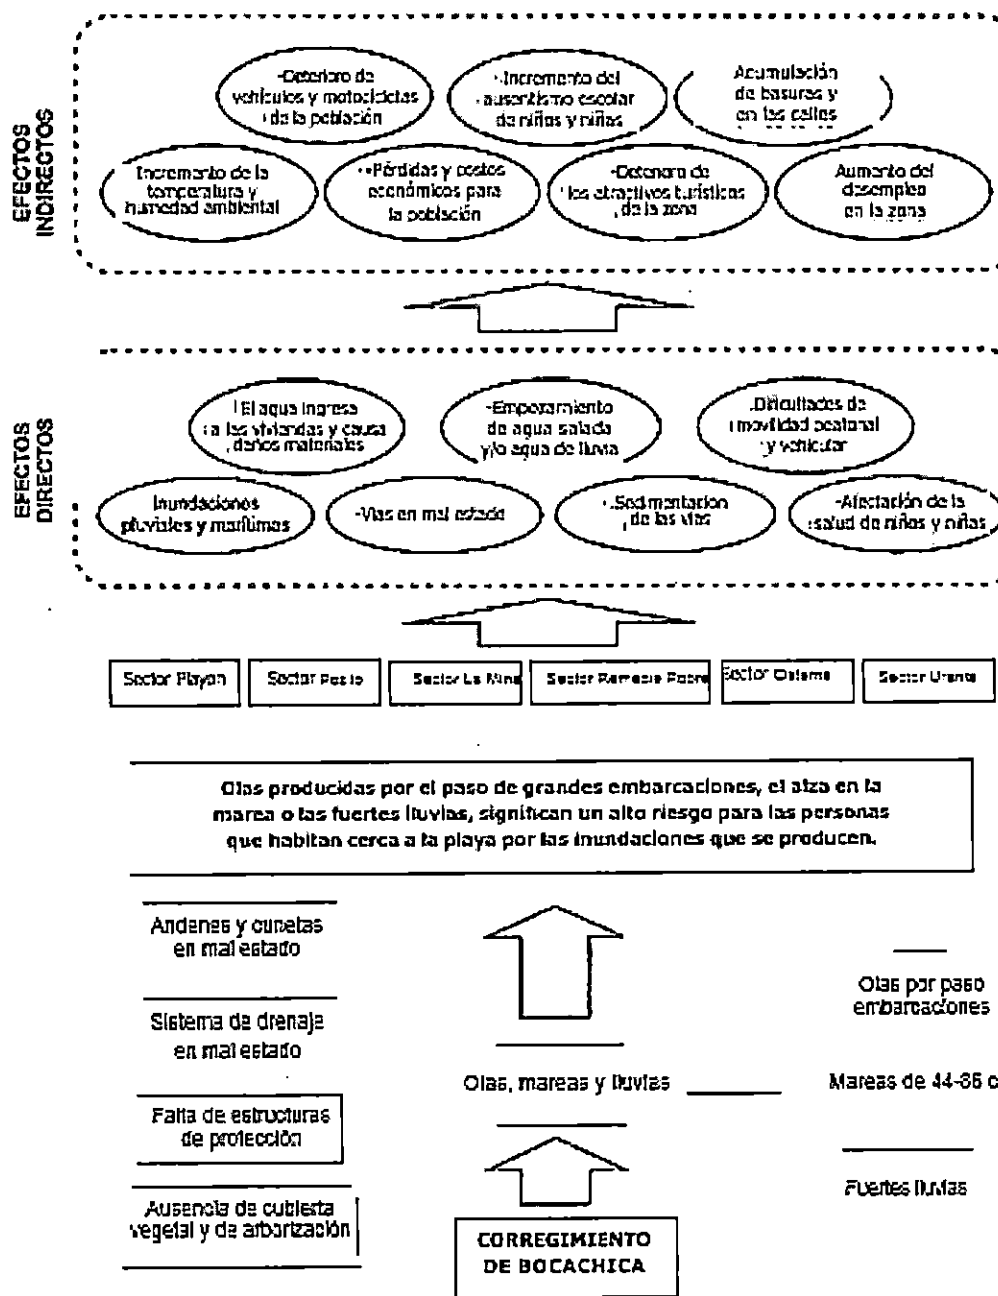 EFECTOS
INDIRECTOS
-Deterioro de
vehículos y motocicletas
de la población
-Incremento del
ausentismo escolar
de niños y niñas
Acumulación
de basuras y
en las calles
Incremento de la
temperatura y
humedad ambiental
-Pérdidas y costos
económicos para
la población
-Deterioro de
los atractivos turísticos
de la zona
Aumento del
desempleo
en la zona
EFECTOS
DIRECTOS
El agua ingresa
a las viviendas y causa
daños materiales
-Empozamiento
de agua salada
y/o agua de lluvia
Dificultades de
movilidad peatonal
y vehicular
Inundaciones
pluviales y marítimas
-Vías en mal estado
Sedimentación
de las vías
-Afectación de la
salud de niños y niñas
Sector Playón
Sector
Sector La Mina
Sector
Sector
Sector
Olas producidas por el paso de grandes embarcaciones, el alza en la
marea o las fuertes lluvias, significan un alto riesgo para las personas
que habitan cerca a la playa por las inundaciones que se producen.
Andenes y cunetas
en mal estado
Sistema de drenaje
en mal estado
Falta de estructuras
de protección
Ausencia de cubierta
vegetal y de arborización
Olas, mareas y lluvias
Olas por paso
embarcaciones
Mareas de 44-86 c
Fuertes lluvias
CORREGIMIENTO
DE BOCACHICA